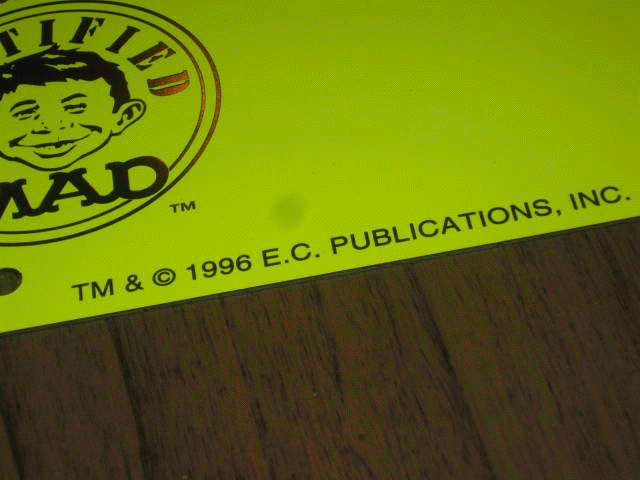 TIFIED
MAD
TM
TM & © 1996 E.C. PUBLICATIONS, INC.